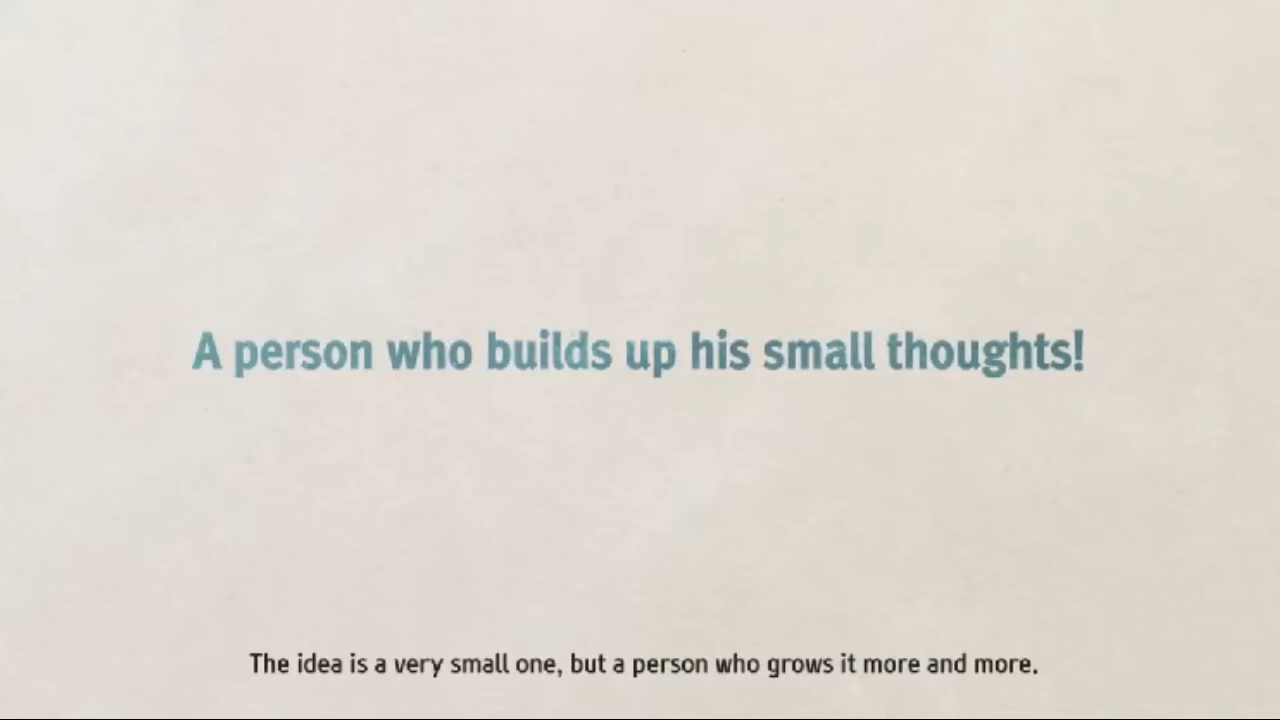 A person who builds up his small thoughts!
The idea is a very small one, but a person who grows it more and more.